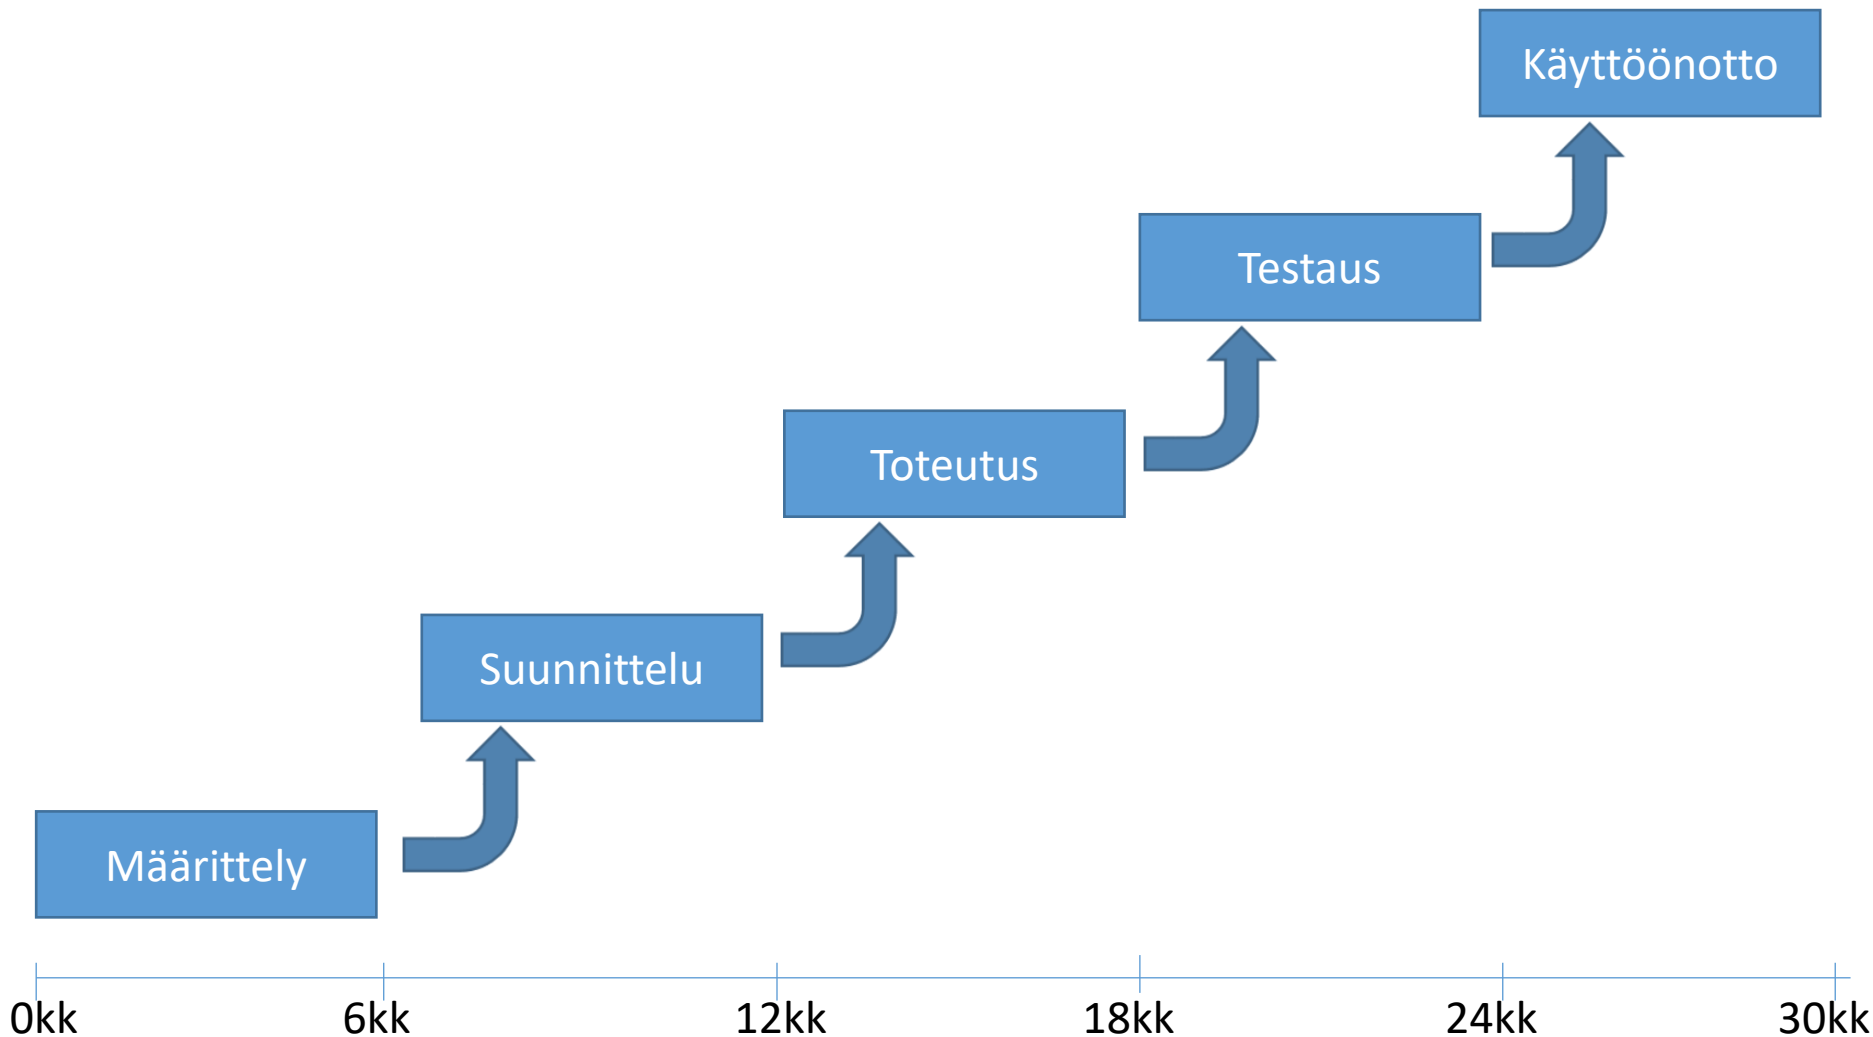 Käyttöönotto
Testaus
Toteutus
Suunnittelu
Määrittely
0kk 6kk 12kk 18kk 24kk 30kk